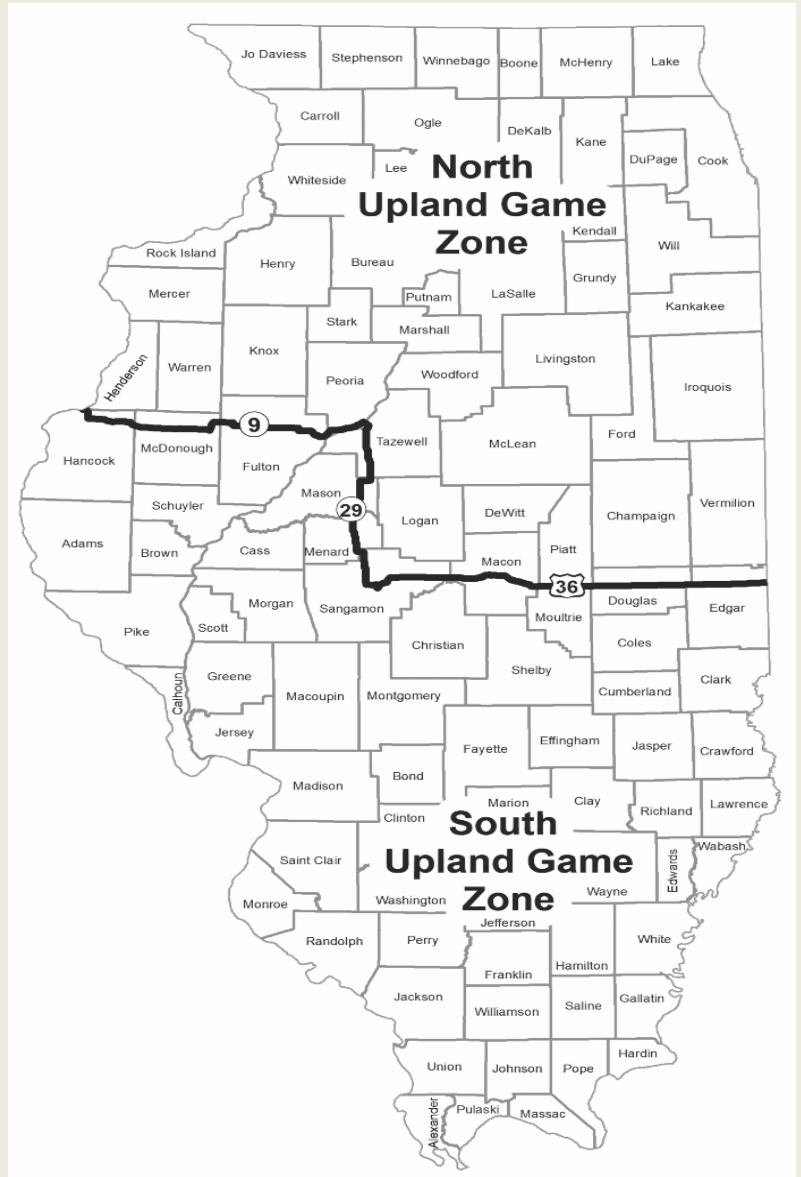 Jo Daviess
Stephenson
Winnebago
Boone
McHenry
Lake
Carroll
Ogle
DeKalb
Kane
DuPage
Cook
Whiteside
Lee
North
Upland Game
Zone
Kendall
Will
Rock Island
Henry
Bureau
Putnam
LaSalle
Grundy
Kankakee
Mercer
Stark
Marshall
Henderson
Warren
Knox
Peoria
Woodford
Livingston
Iroquois
9
Hancock
McDonough
Fulton
Tazewell
McLean
Ford
Schuyler
Mason
29
Logan
DeWitt
Champaign
Vermilion
Adams
Brown
Cass
Menard
Macon
Piatt
36
Pike
Scott
Morgan
Sangamon
Christian
Moultrie
Douglas
Edgar
Coles
Shelby
Calhoun
Greene
Macoupin
Montgomery
Cumberland
Clark
Jersey
Fayette
Effingham
Jasper
Crawford
Madison
Bond
Clinton
Marion
Clay
Richland
Lawrence
South
Upland Game
Zone
Saint Clair
Washington
Wayne
Edwards
Wabash
Monroe
Randolph
Perry
Jefferson
Hamilton
White
Franklin
Jackson
Williamson
Saline
Gallatin
Union
Johnson
Pope
Hardin
Alexander
Pulaski
Massac